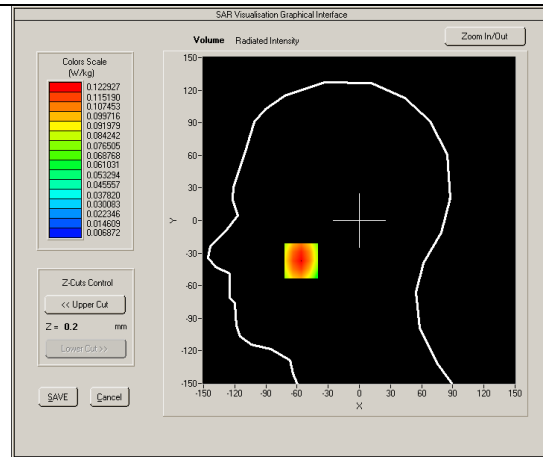 SAR Visualisation Graphical Interface
Volume Radiated Intensity
Zoom In/Out
Colors Scale
(W/kg)
0.122927
0.115190
0.107453
0.099716
0.091979
0.084242
0.076505
0.068768
0.061031
0.053294
0.045557
0.037820
0.030083
0.022346
0.014609
0.006872
Z-Cuts Control
<< Upper Cut
Z = 0.2 mm
Lower Cut >>
SAVE Cancel
150
120
90
60
30
0
-30
-60
-90
-120
-150
Y
-150 -120 -90 -60 -30 0 30 60 90 120 150
X